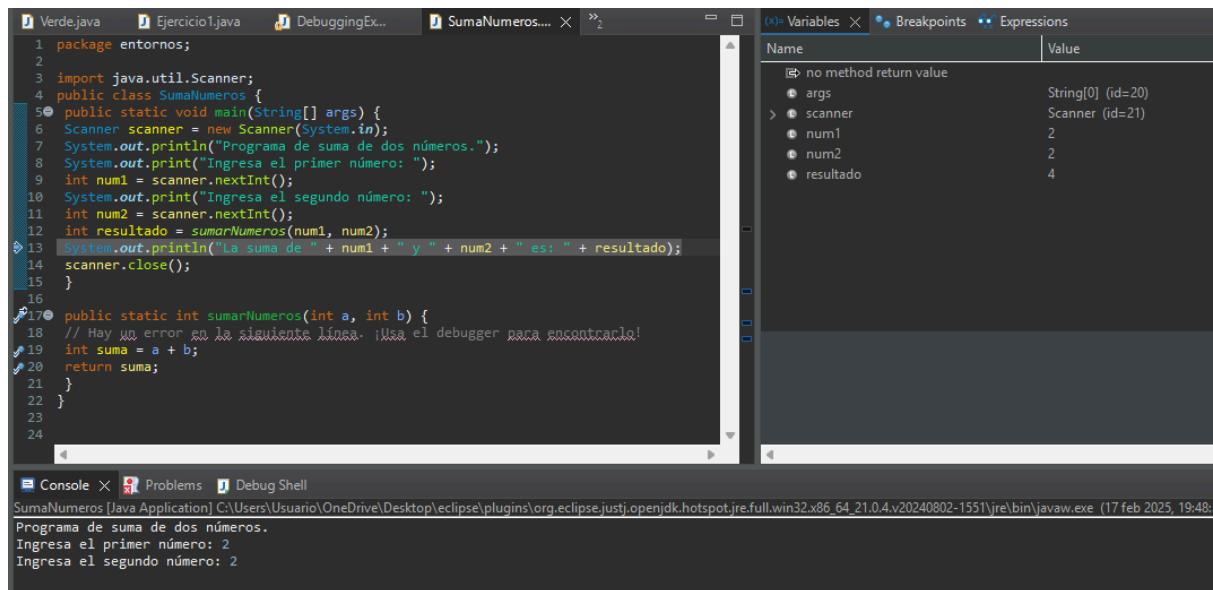 Verde.java Ejercicio1.java DebuggingEx... SumaNumeros.... »2
1 package entornos;
2
3 import java.util.Scanner;
4 public class SumaNumeros {
5 public static void main(String[] args) {
6 Scanner scanner = new Scanner(System.in);
7 System.out.println("Programa de suma de dos números.");
8 System.out.print("Ingresa el primer número: ");
9 int num1 = scanner.nextInt();
10 System.out.print("Ingresa el segundo número: ");
11 int num2 = scanner.nextInt();
12 int resultado = sumarNumeros(num1, num2);
13 System.out.println("La suma de " + num1 + " y " + num2 + " es: " + resultado);
14 scanner.close();
15 }
16
17 public static int sumarNumeros(int a, int b) {
18 // Hay un error en la siguiente línea. ¡Usa el debugger para encontrarlo!
19 int suma = a + b;
20 return suma;
21 }
22 }
23
24
(x)= Variables Breakpoints Expressions
Name Value
no method return value
args String[0] (id=20)
scanner Scanner (id=21)
num1 2
num2 2
resultado 4
Console Problems Debug Shell
SumaNumeros [Java Application] C:\Users\Usuario\OneDrive\Desktop\eclipse\plugins\org.eclipse.justj.openjdk.hotspot.jre.full.win32.x86_64_21.0.4.v20240802-1551\jre\bin\javaw.exe (17 feb 2025, 19:48:
Programa de suma de dos números.
Ingresa el primer número: 2
Ingresa el segundo número: 2